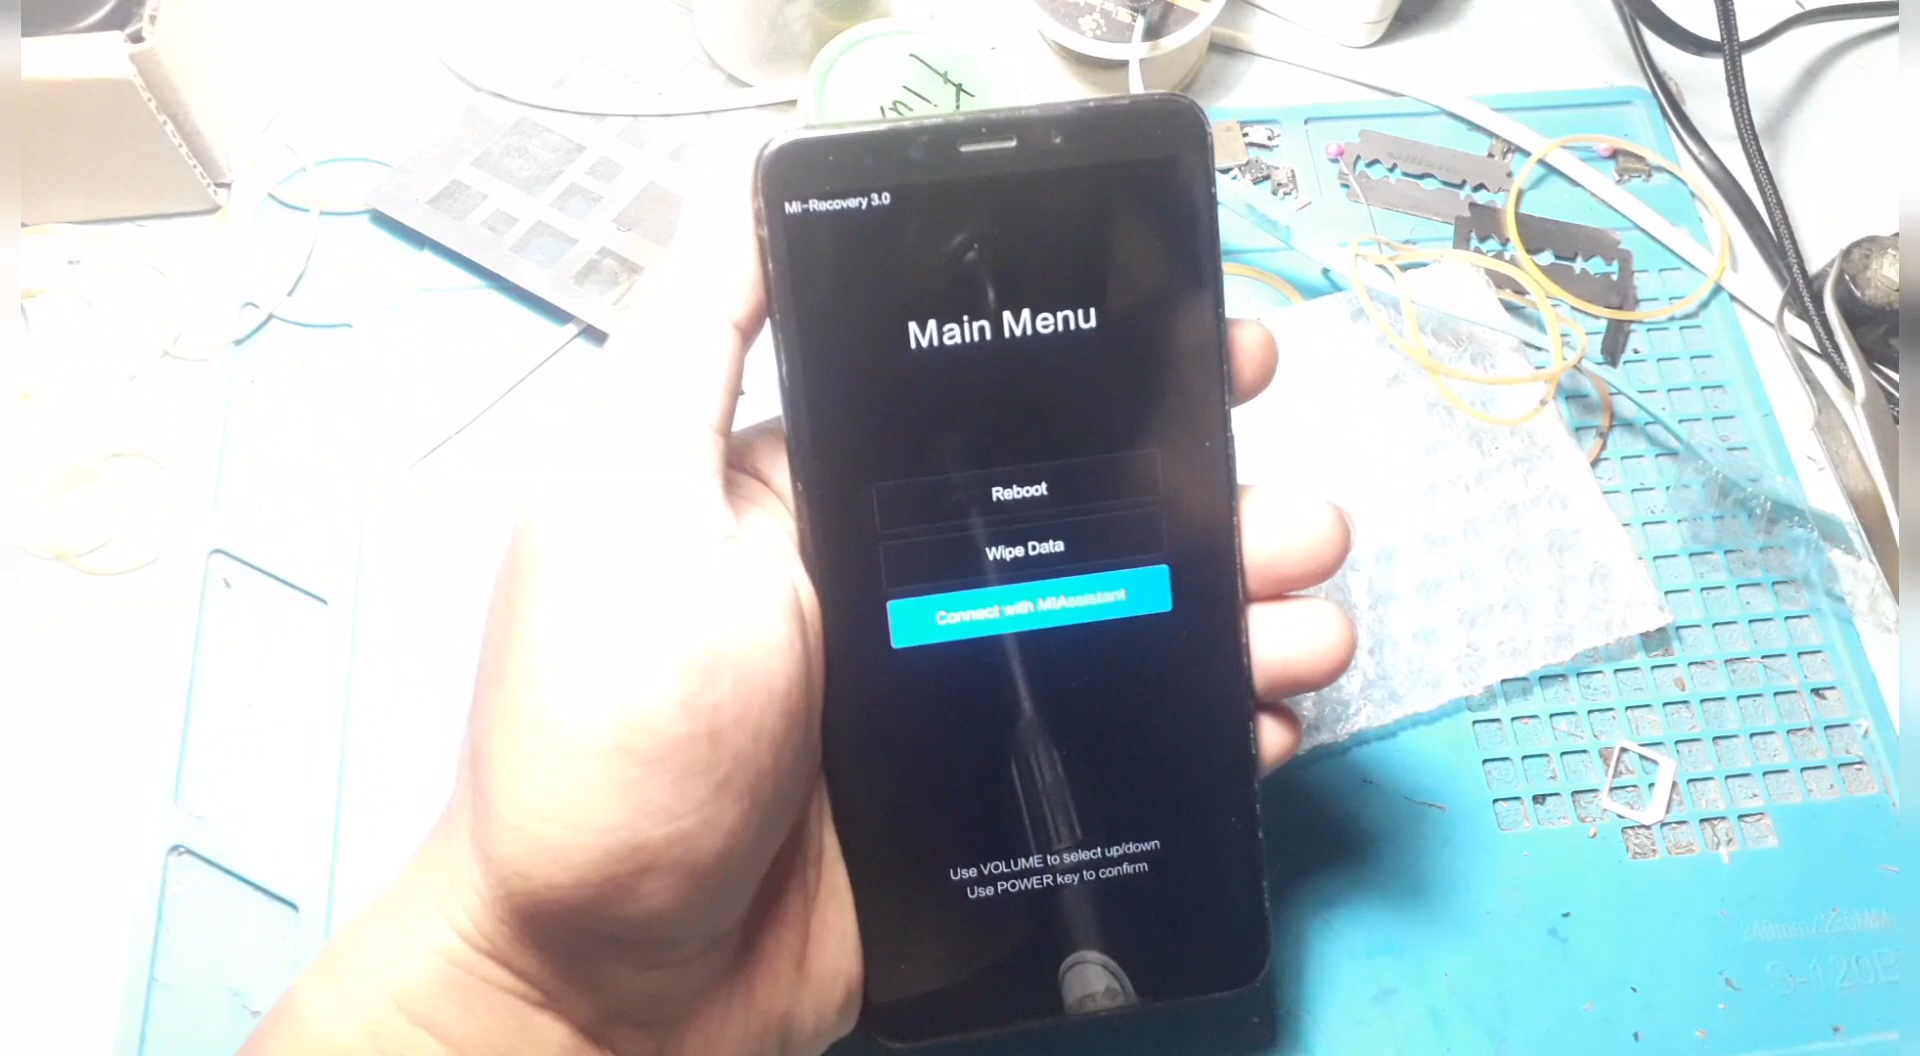 MI-Recovery 3.0
Main Menu
Reboot
Wipe Data
Connect with MIAssistant
Use VOLUME to select up/down
Use POWER key to confirm
S-120B